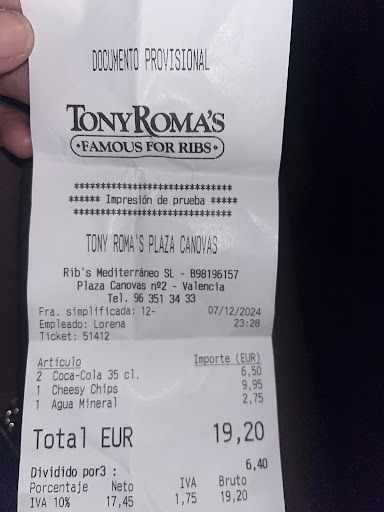 DOCUMENTO PROVISIONAL
TONY ROMA'S
•FAMOUS FOR RIBS•
*****************************
****** Impresión de prueba *****
*****************************
TONY ROMA'S PLAZA CANOVAS
Rib's Mediterráneo SL - B98196157
Plaza Canovas nº2 - Valencia
Tel. 96 351 34 33
Fra. simplificada: 12- 07/12/2024
Empleado: Lorena 23:28
Ticket: 51412
Artículo Importe (EUR)
2 Coca-Cola 35 cl. 6,50
1 Cheesy Chips 9,95
1 Agua Mineral 2,75
Total EUR 19,20
Dividido por3 : 6,40
Porcentaje Neto IVA Bruto
IVA 10% 17,45 1,75 19,20